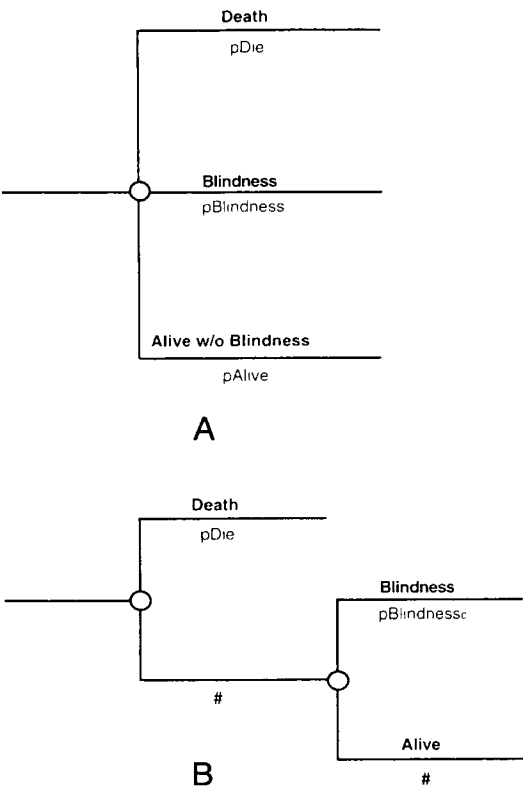 Death
pDie
Blindness
pBlindness
Alive w/o Blindness
pAlive
A
Death
pDie
#
Blindness
pBlindnessc
Alive
#
B